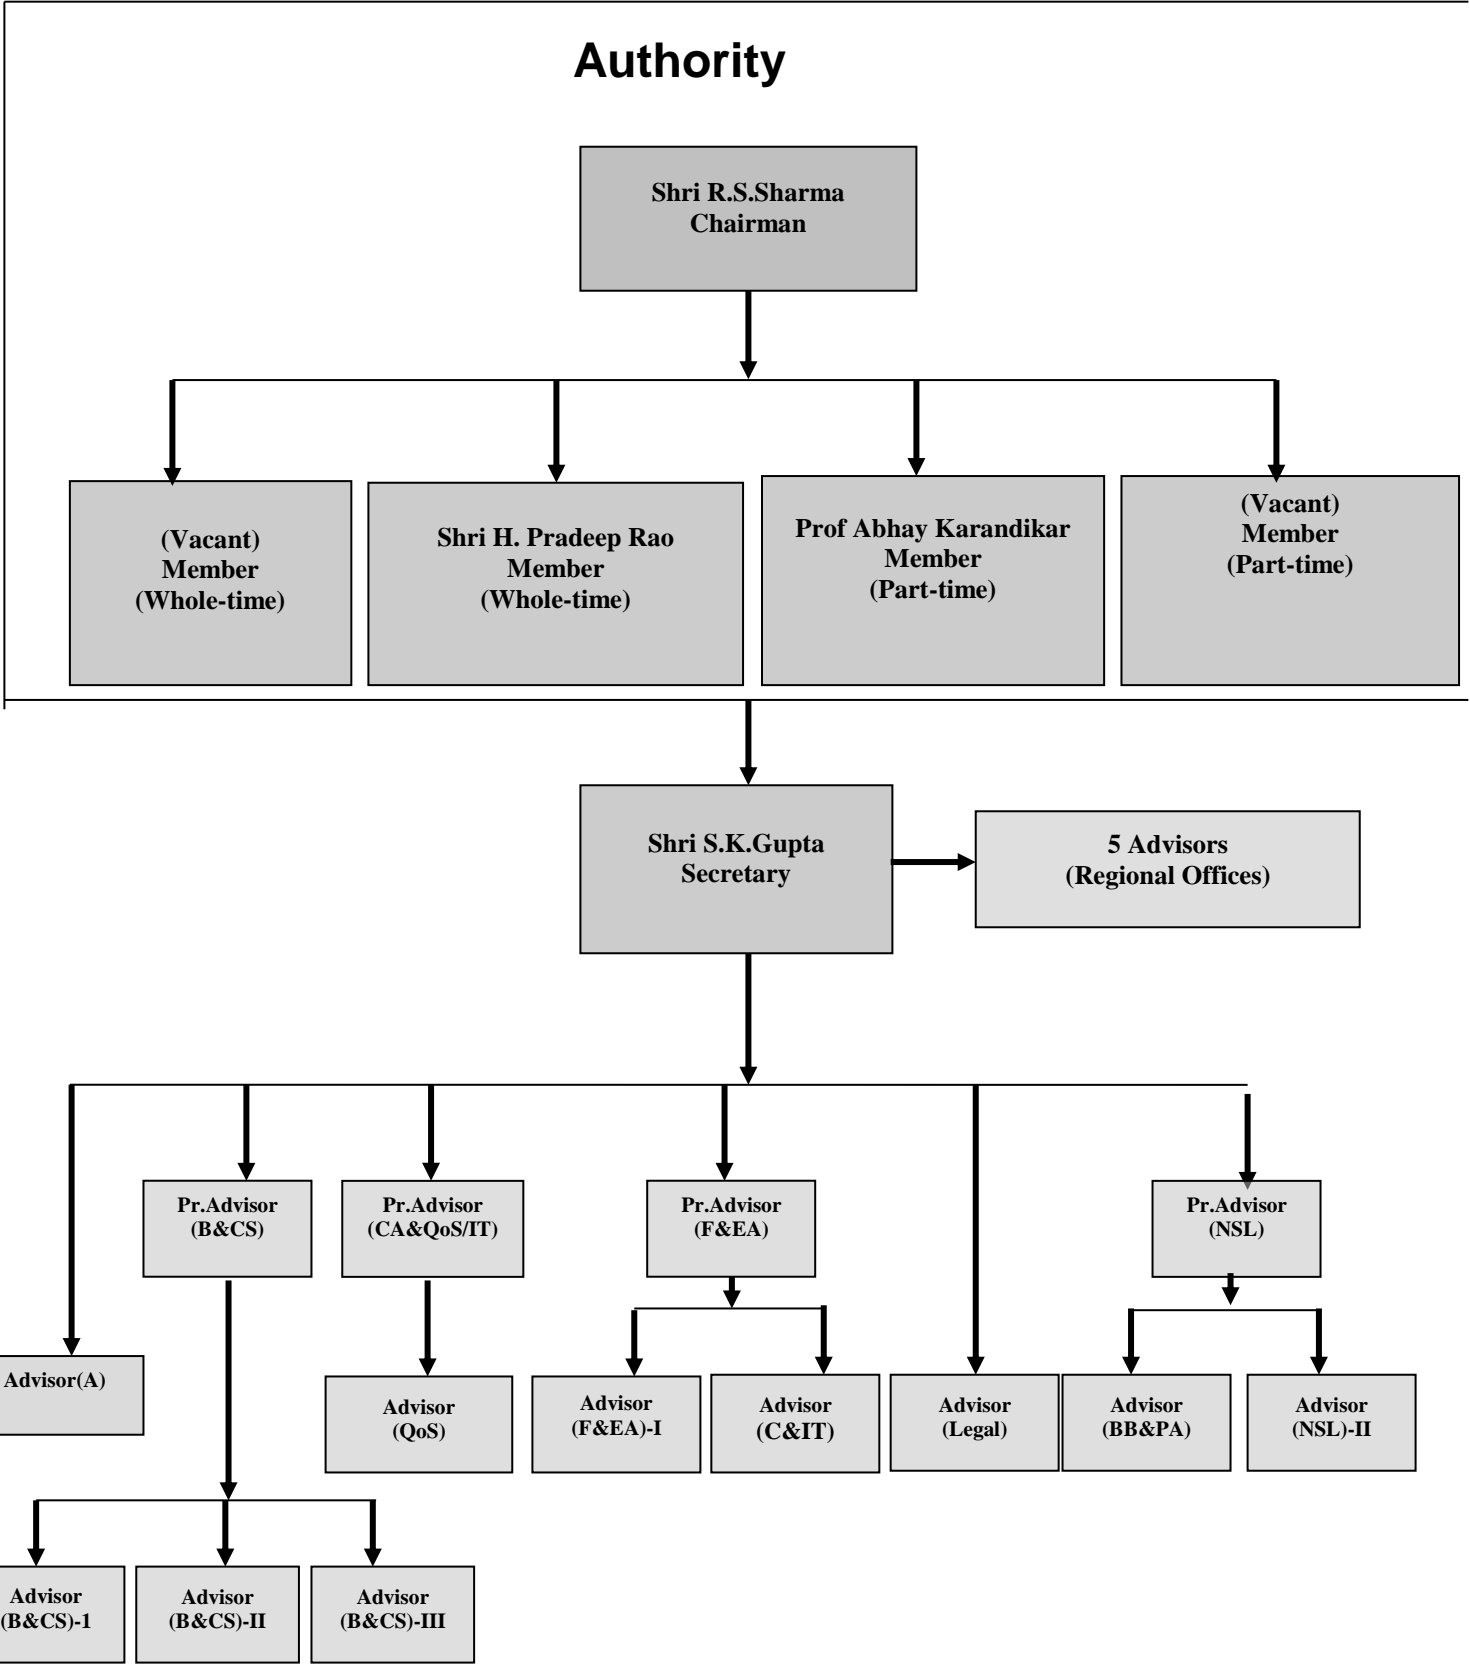 Authority
Shri R.S.Sharma
Chairman
(Vacant)
Member
(Whole-time)
Shri H. Pradeep Rao
Member
(Whole-time)
Prof Abhay Karandikar
Member
(Part-time)
(Vacant)
Member
(Part-time)
Shri S.K.Gupta
Secretary
5 Advisors
(Regional Offices)
Pr.Advisor
(B&CS)
Pr.Advisor
(CA&QoS/IT)
Pr.Advisor
(F&EA)
Pr.Advisor
(NSL)
Advisor(A)
Advisor
(QoS)
Advisor
(F&EA)-I
Advisor
(C&IT)
Advisor
(Legal)
Advisor
(BB&PA)
Advisor
(NSL)-II
Advisor
(B&CS)-1
Advisor
(B&CS)-II
Advisor
(B&CS)-III